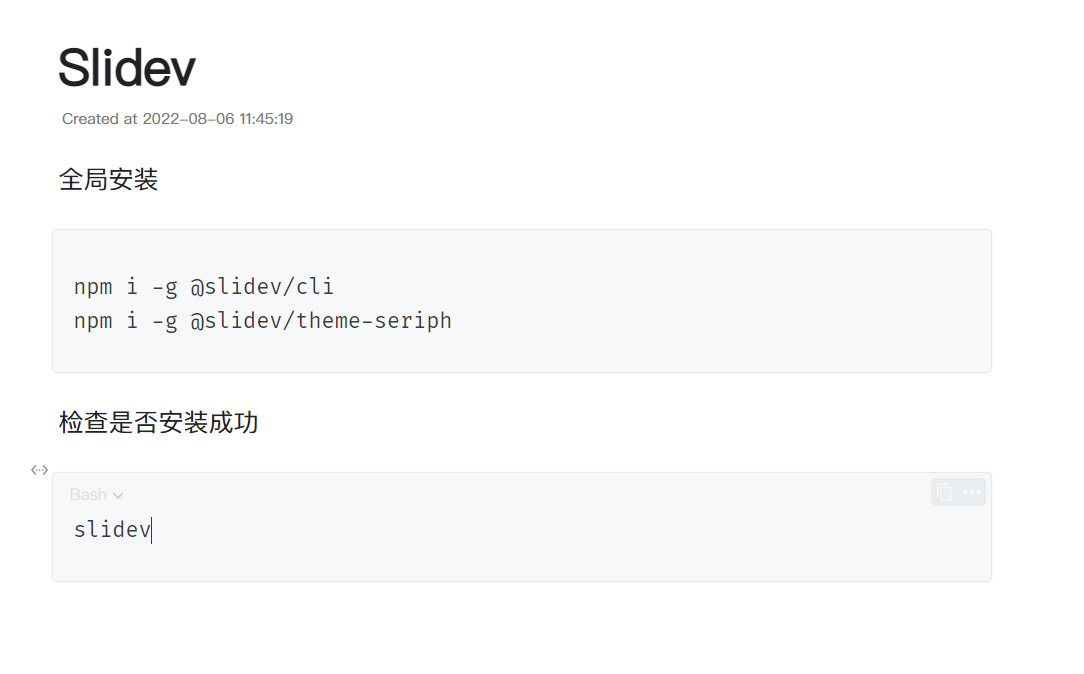 Slidev
Created at 2022-08-06 11:45:19
全局安装
npm i -g @slidev/cli
npm i -g @slidev/theme-seriph
检查是否安装成功
Bash
slidev